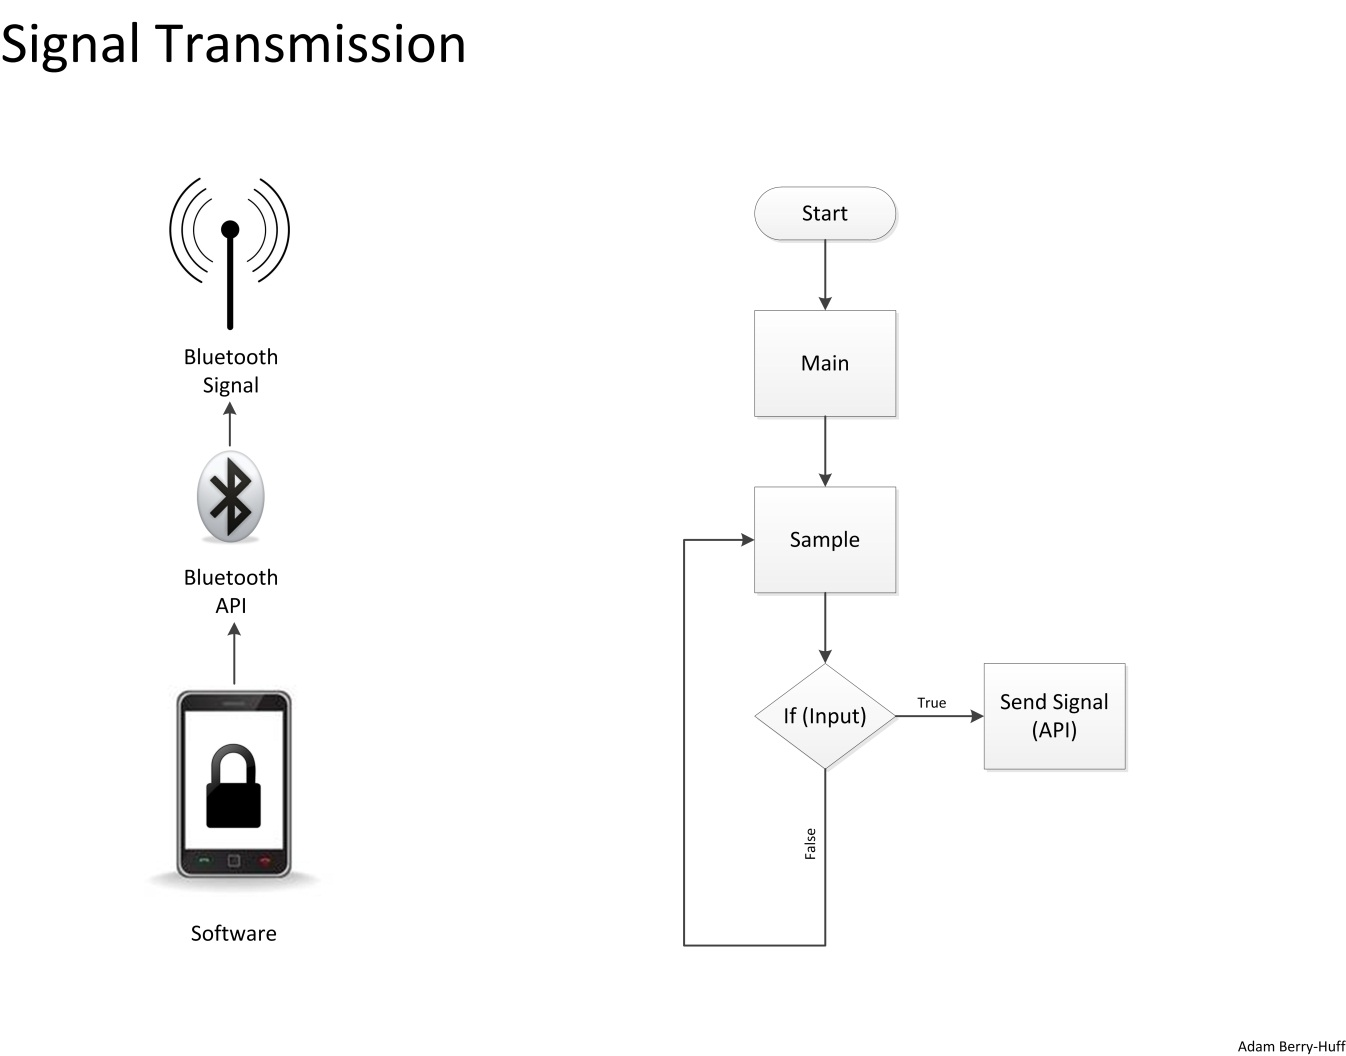 Signal Transmission
Bluetooth
Signal
Bluetooth
API
Software
Start
Main
Sample
If (Input)
True
Send Signal
(API)
False
Adam Berry-Huff